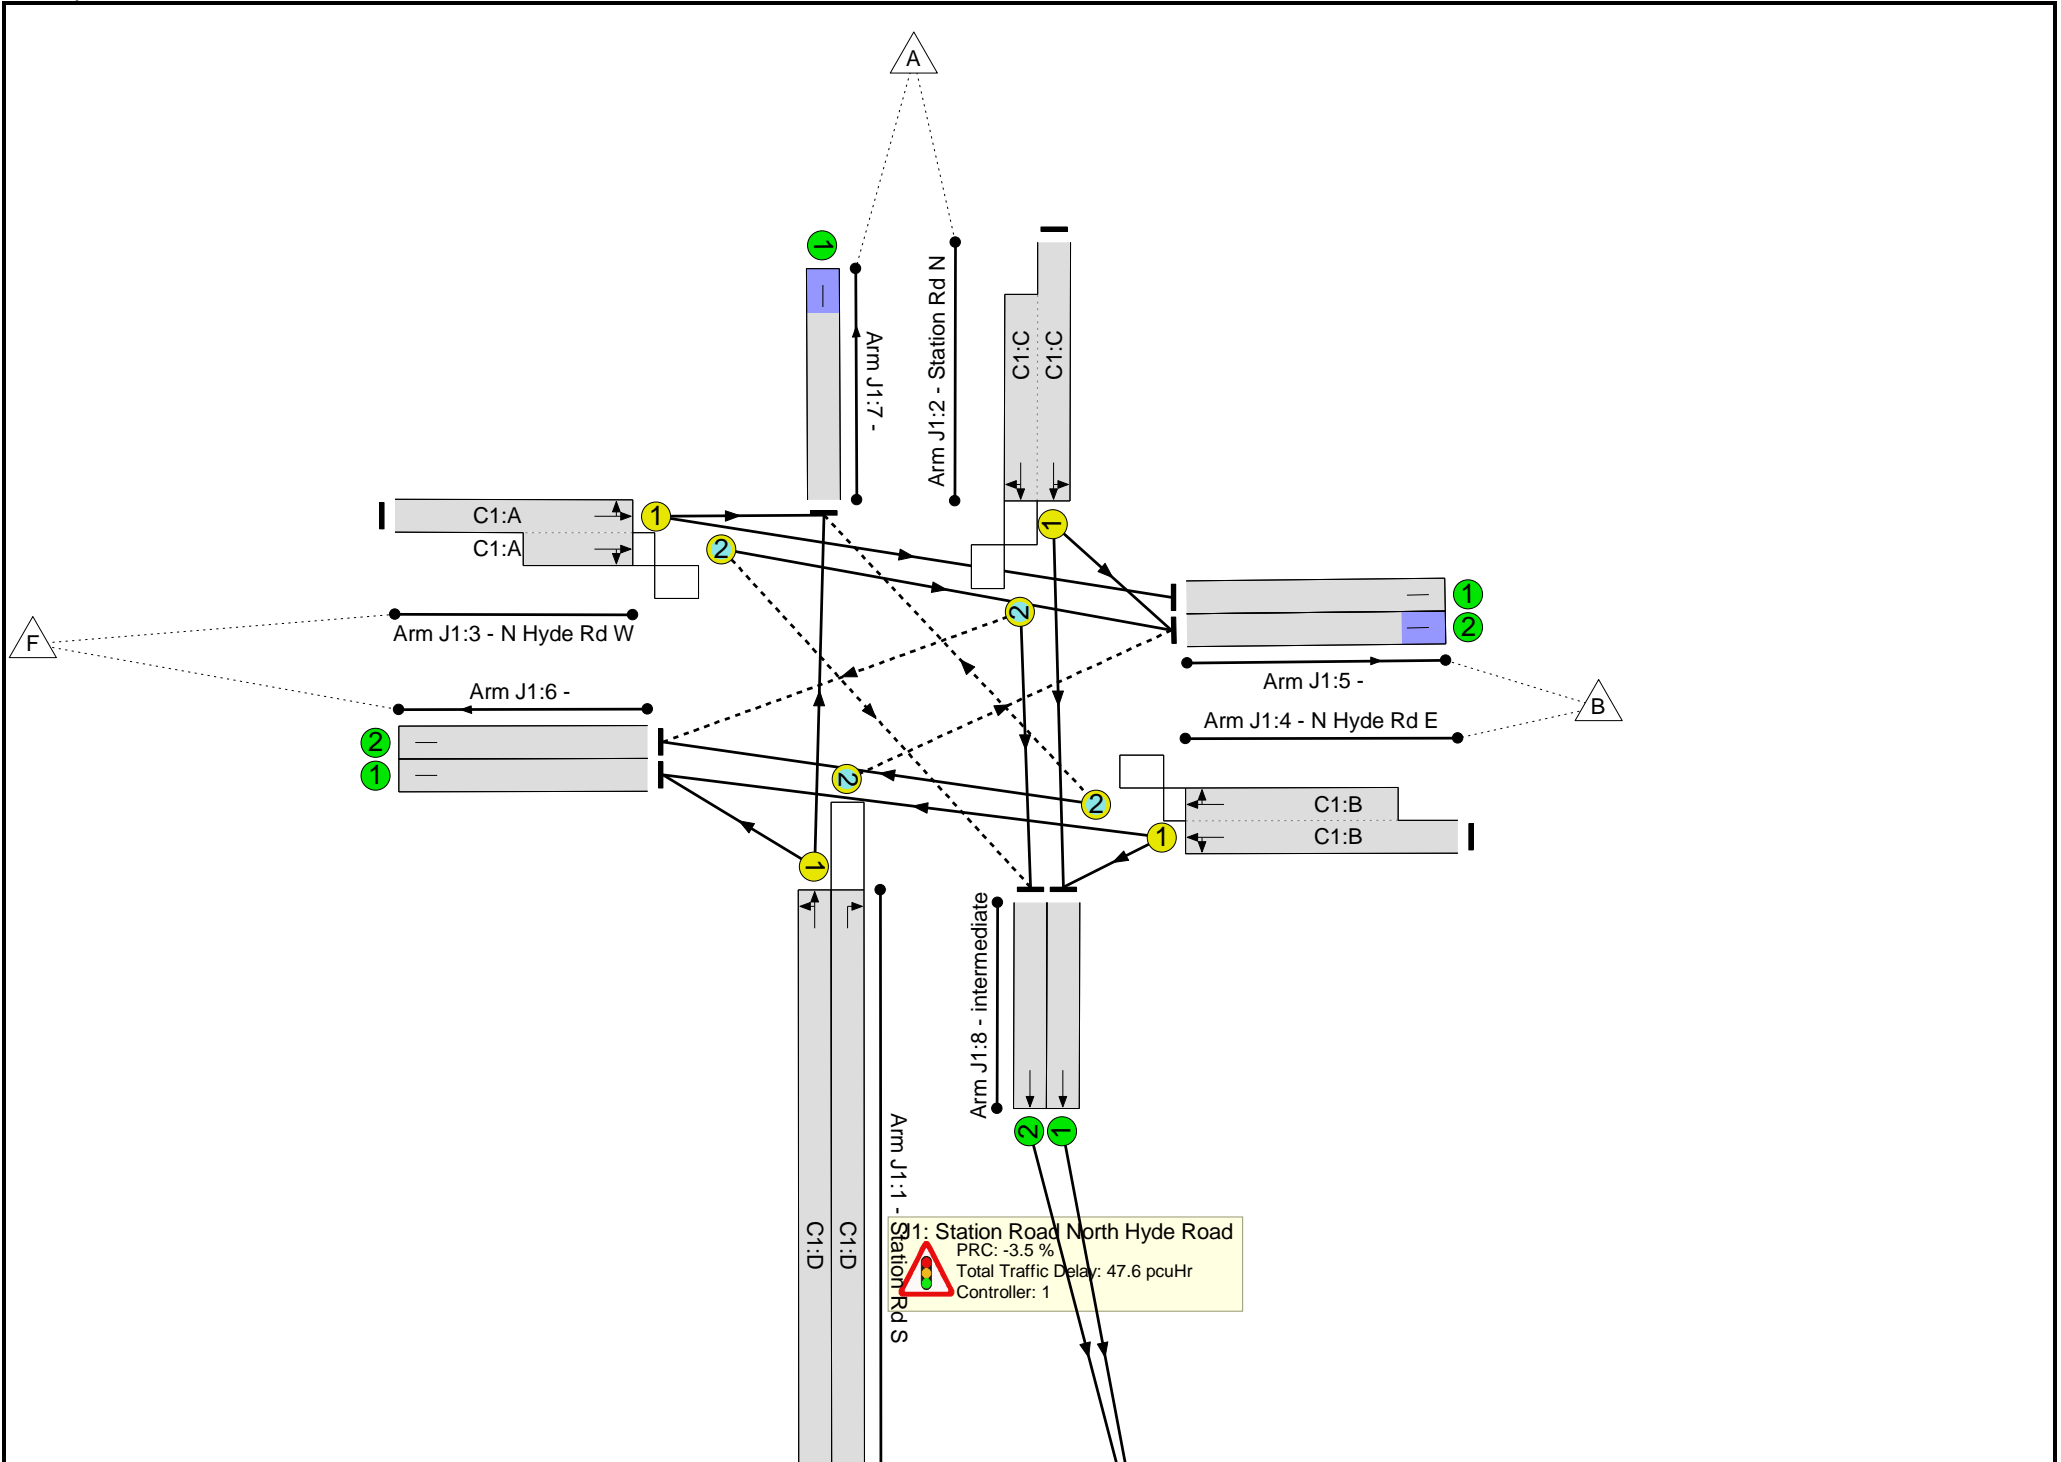 A
1
Arm J1:7 -
Arm J1:2 - Station Rd N
C1:C
C1:C
C1:A
C1:A
1
2
1
2
Arm J1:3 - N Hyde Rd W
F
1
2
Arm J1:5 -
B
Arm J1:6 -
Arm J1:4 - N Hyde Rd E
2
1
2
2
1
C1:B
C1:B
1
Arm J1:8 - intermediate
2
1
Arm J1:1 - Station Rd S
C1:D
C1:D
J1: Station Road North Hyde Road
PRC: -3.5 %
Total Traffic Delay: 47.6 pcuHr
Controller: 1